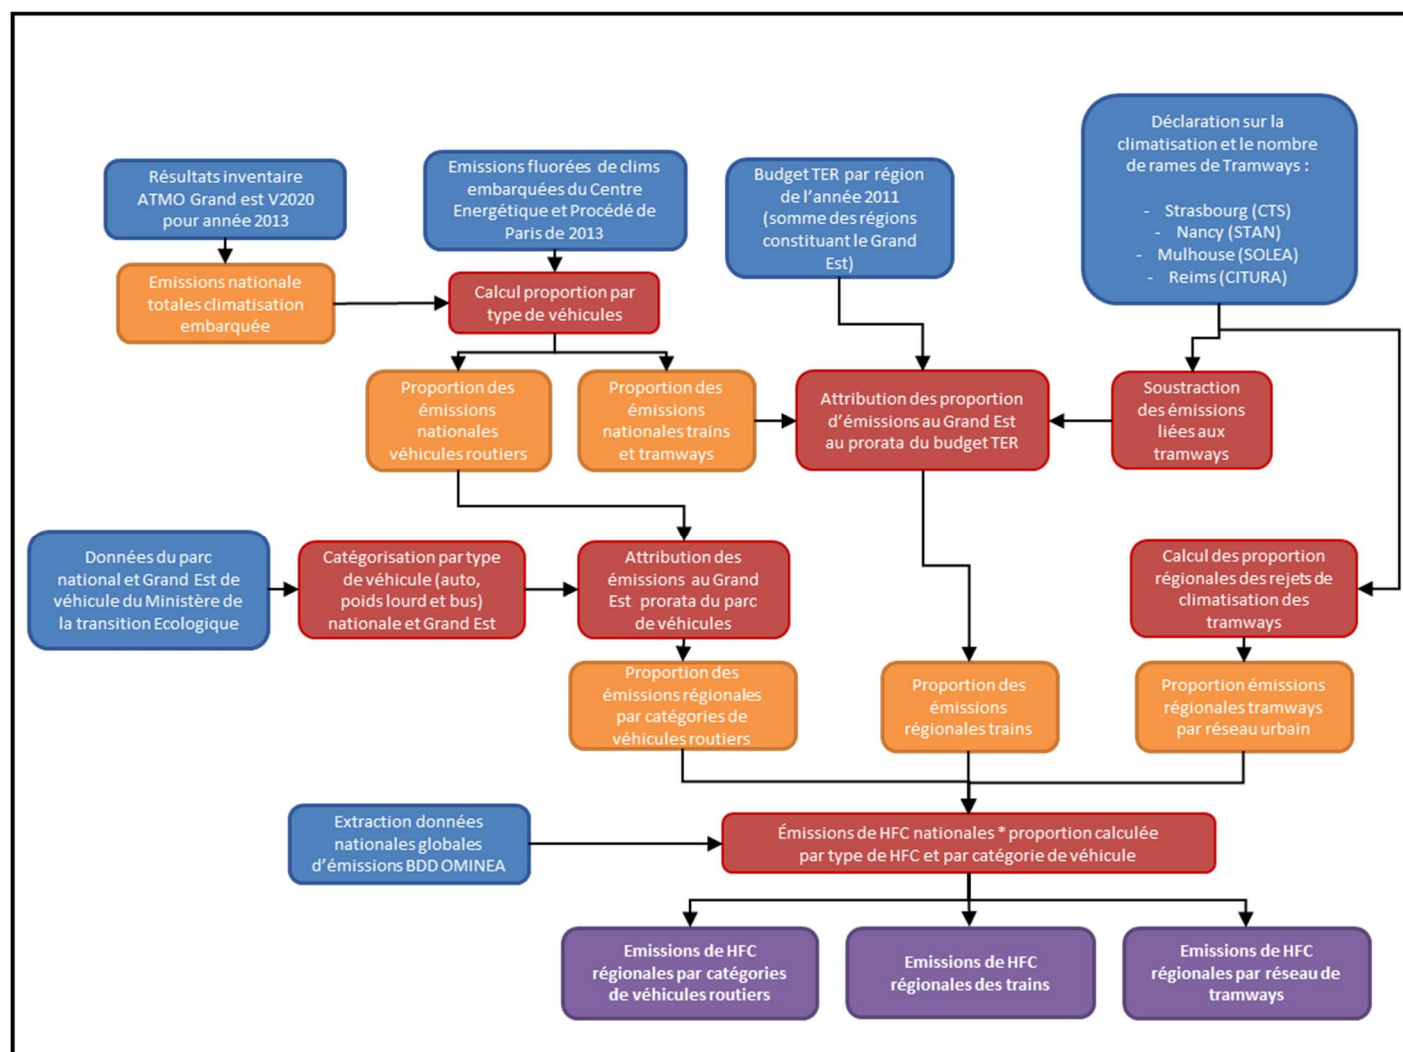 Résultats inventaire
ATMO Grand est V2020
pour année 2013
Emissions fluorées de clims
embarquées du Centre
Energétique et Procédé de
Paris de 2013
Budget TER par région
de l'année 2011
(somme des régions
constituant le Grand
Est)
Déclaration sur la
climatisation et le nombre
de rames de Tramways :
- Strasbourg (CTS)
- Nancy (STAN)
- Mulhouse (SOLEA)
- Reims (CITURA)
Emissions nationale
totales climatisation
embarquée
Calcul proportion par
type de véhicules
Proportion des
émissions
nationales
véhicules routiers
Proportion des
émissions
nationales trains
et tramways
Attribution des proportion
d'émissions au Grand Est
au prorata du budget TER
Soustraction
des émissions
liées aux
tramways
Données du parc
national et Grand Est de
véhicule du Ministère de
la transition Ecologique
Catégorisation par type
de véhicule (auto,
poids lourd et bus)
nationale et Grand Est
Attribution des
émissions au Grand
Est prorata du parc
de véhicules
Calcul des proportion
régionales des rejets de
climatisation des
tramways
Proportion des
émissions régionales
par catégories de
véhicules routiers
Proportion des
émissions
régionales trains
Proportion émissions
régionales tramways
par réseau urbain
Extraction données
nationales globales
d'émissions BDD OMINEA
Émissions de HFC nationales * proportion calculée
par type de HFC et par catégorie de véhicule
Emissions de HFC
régionales par catégories
de véhicules routiers
Emissions de HFC
régionales des trains
Emissions de HFC
régionales par réseau de
tramways